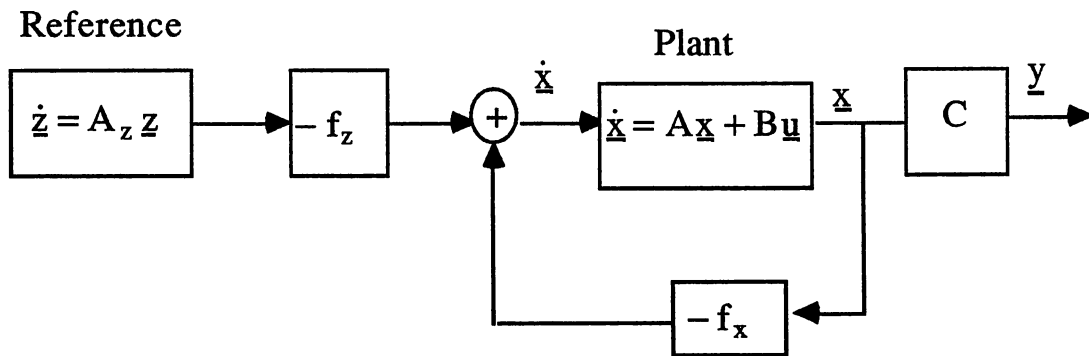 Reference
Plant
ż = A_z z
− f_z
+
ẋ
ẋ = Ax + Bu
x
C
y
− f_x